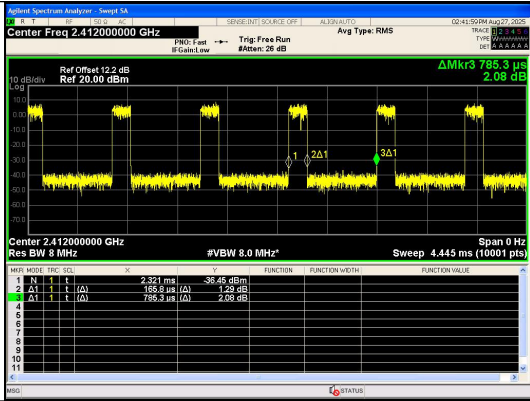 Agilent Spectrum Analyzer - Swept SA
RF 50 Ω AC SENSE:INT SOURCE OFF ALIGN AUTO 02:41:59PM Aug 27, 2025
Center Freq 2.412000000 GHz Avg Type: RMS TRACE 1 2 3 4 5 6
PNO: Fast Trig: Free Run TYPE
IFGain:Low #Atten: 26 dB DET A A A A A A
ΔMkr3 785.3 µs
Ref Offset 12.2 dB
10 dB/div Ref 20.00 dBm 2.08 dB
Log
10.0
0.00
-10.0
-20.0
-30.0
1 2Δ1 3Δ1
-40.0
-50.0
-60.0
-70.0
Center 2.412000000 GHz Span 0 Hz
Res BW 8 MHz #VBW 8.0 MHz* Sweep 4.445 ms (10001 pts)
MKR MODE TRC SCL X Y FUNCTION FUNCTION WIDTH FUNCTION VALUE
1 N 1 t 2.321 ms -36.45 dBm
2 Δ1 1 t (Δ) 165.8 µs (Δ) 1.29 dB
3 Δ1 1 t (Δ) 785.3 µs (Δ) 2.08 dB
4
5
6
7
8
9
10
11
MSG STATUS